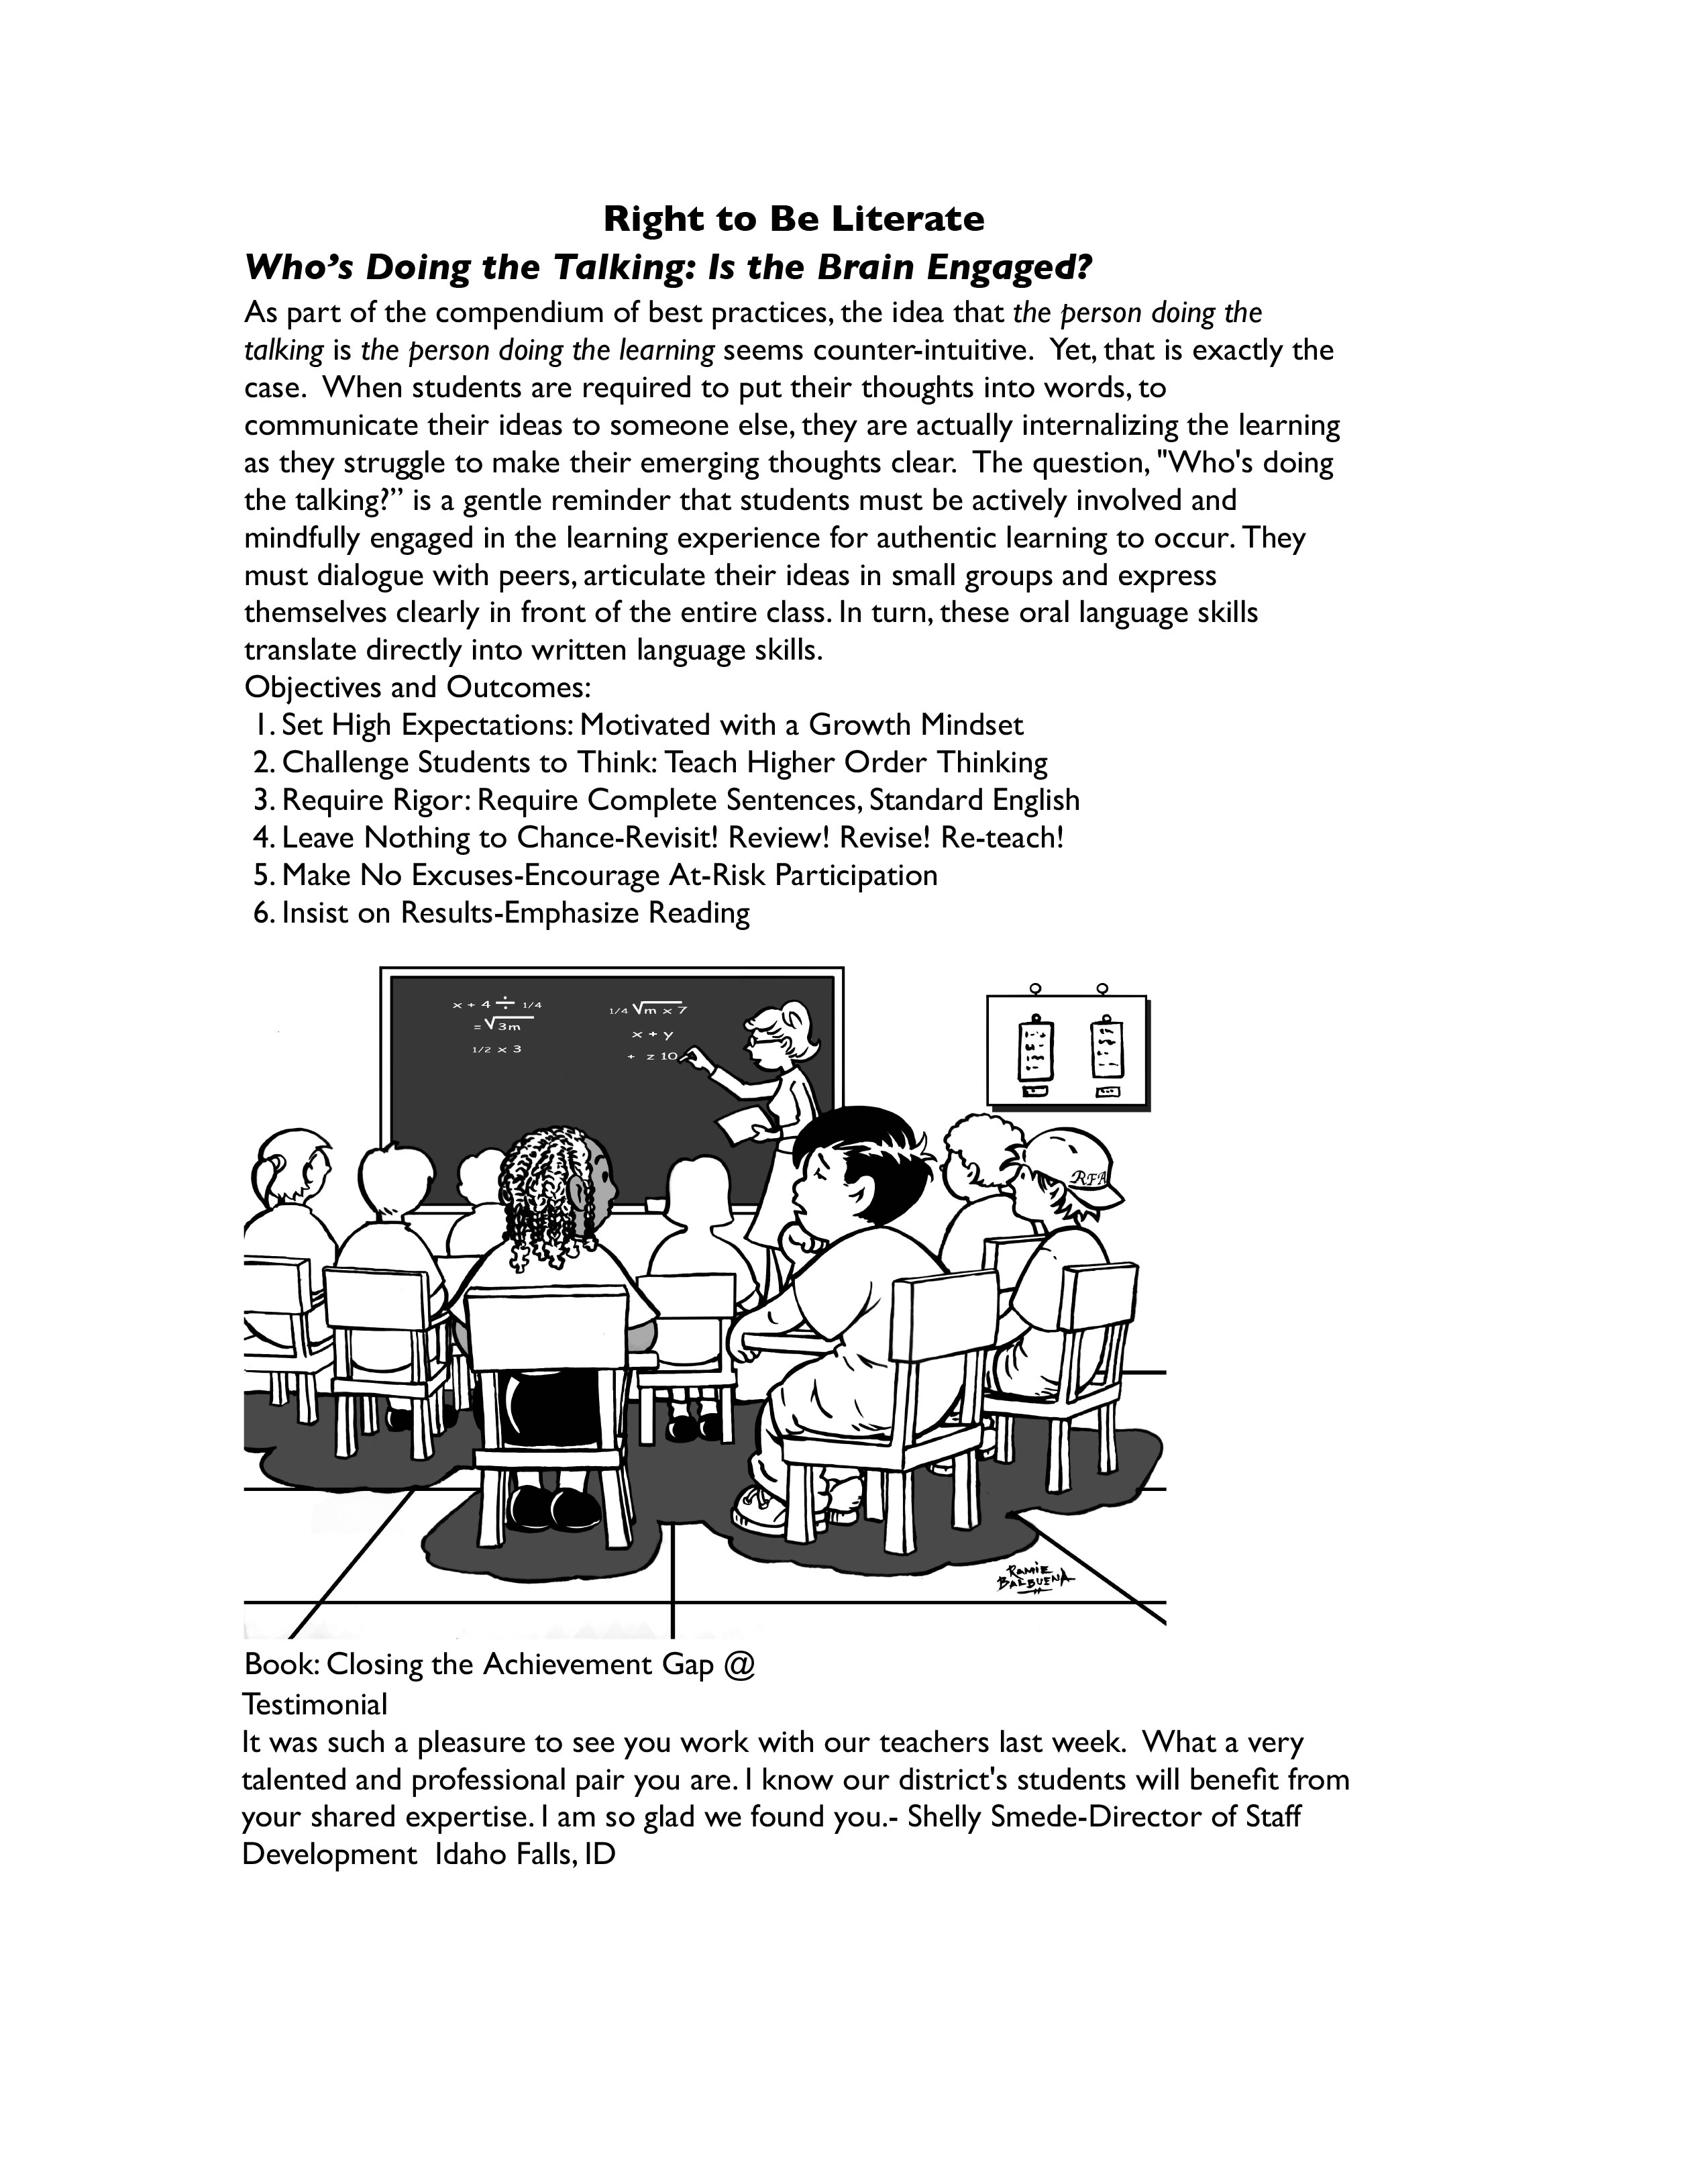 Right to Be Literate
Who’s Doing the Talking: Is the Brain Engaged?
As part of the compendium of best practices, the idea that the person doing the
talking is the person doing the learning seems counter-intuitive.  Yet, that is exactly the
case.  When students are required to put their thoughts into words, to
communicate their ideas to someone else, they are actually internalizing the learning
as they struggle to make their emerging thoughts clear.  The question, "Who's doing
the talking?” is a gentle reminder that students must be actively involved and
mindfully engaged in the learning experience for authentic learning to occur. They
must dialogue with peers, articulate their ideas in small groups and express
themselves clearly in front of the entire class. In turn, these oral language skills
translate directly into written language skills.
Objectives and Outcomes:
1. Set High Expectations: Motivated with a Growth Mindset
2. Challenge Students to Think: Teach Higher Order Thinking
3. Require Rigor: Require Complete Sentences, Standard English
4. Leave Nothing to Chance-Revisit! Review! Revise! Re-teach!
5. Make No Excuses-Encourage At-Risk Participation
6. Insist on Results-Emphasize Reading
x + 4 ÷ 1/4
= √3m
1/2 x 3
1/4 √m x 7
x + y
+ z 10
RFA
RAMIE
BALBUENA
Book: Closing the Achievement Gap @
Testimonial
It was such a pleasure to see you work with our teachers last week.  What a very
talented and professional pair you are. I know our district's students will benefit from
your shared expertise. I am so glad we found you.- Shelly Smede-Director of Staff
Development  Idaho Falls, ID